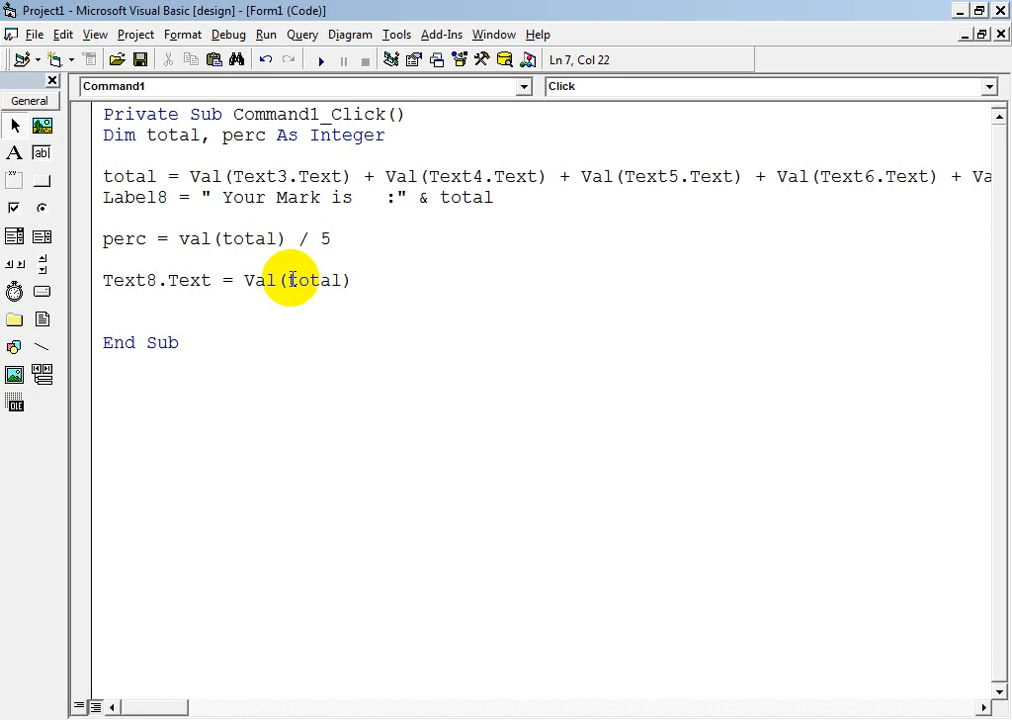 Project1 - Microsoft Visual Basic [design] - [Form1 (Code)]
File Edit View Project Format Debug Run Query Diagram Tools Add-Ins Window Help
Ln 7, Col 22
General
Command1
Click
Private Sub Command1_Click()
Dim total, perc As Integer
total = Val(Text3.Text) + Val(Text4.Text) + Val(Text5.Text) + Val(Text6.Text) + Va
Label8 = " Your Mark is   :" & total
perc = val(total) / 5
Text8.Text = Val(total)
End Sub
A
ab|
XY
OLE